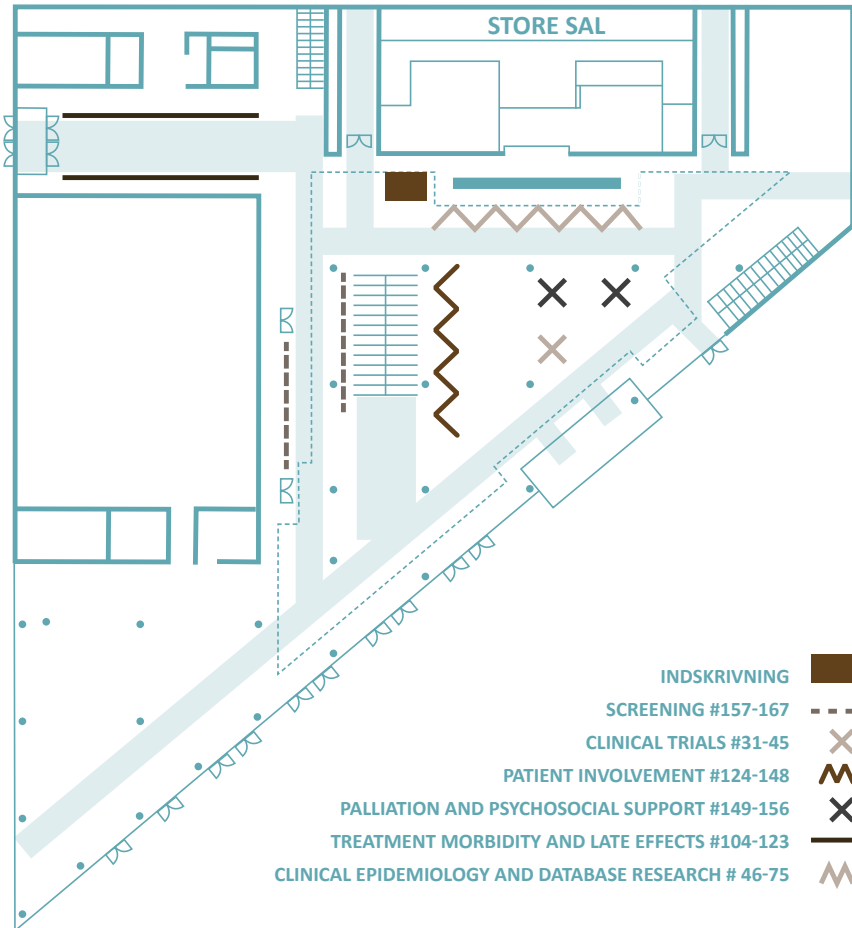 STORE SAL
INDSKRIVNING
SCREENING #157-167
CLINICAL TRIALS #31-45
PATIENT INVOLVEMENT #124-148
PALLIATION AND PSYCHOSOCIAL SUPPORT #149-156
TREATMENT MORBIDITY AND LATE EFFECTS #104-123
CLINICAL EPIDEMIOLOGY AND DATABASE RESEARCH # 46-75